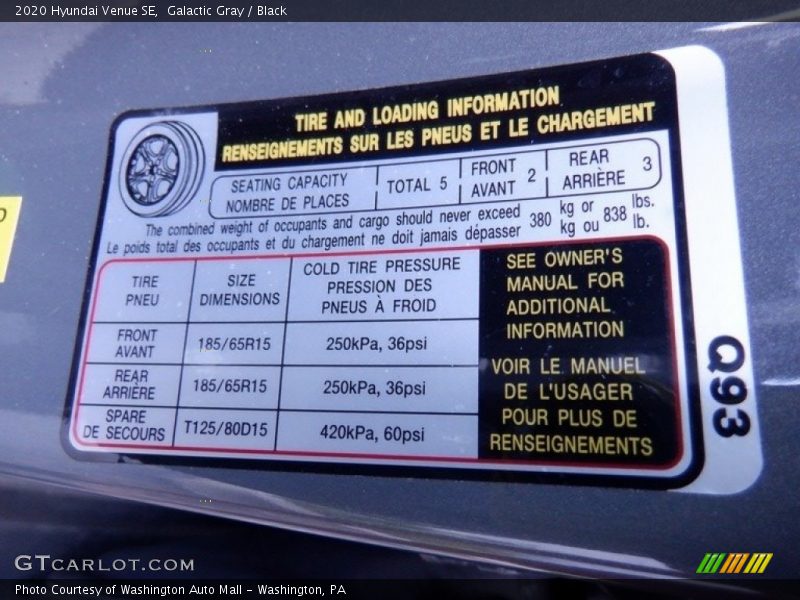 2020 Hyundai Venue SE,  Galactic Gray / Black
TIRE AND LOADING INFORMATION
RENSEIGNEMENTS SUR LES PNEUS ET LE CHARGEMENT
SEATING CAPACITY
NOMBRE DE PLACES
TOTAL 5
FRONT
AVANT
2
REAR
ARRIÈRE
3
The combined weight of occupants and cargo should never exceed
Le poids total des occupants et du chargement ne doit jamais dépasser
380
kg or
kg ou
838
lbs.
lb.
TIRE
PNEU
SIZE
DIMENSIONS
COLD TIRE PRESSURE
PRESSION DES
PNEUS À FROID
FRONT
AVANT
185/65R15
250kPa, 36psi
REAR
ARRIÈRE
185/65R15
250kPa, 36psi
SPARE
DE SECOURS
T125/80D15
420kPa, 60psi
SEE OWNER'S
MANUAL FOR
ADDITIONAL
INFORMATION
VOIR LE MANUEL
DE L'USAGER
POUR PLUS DE
RENSEIGNEMENTS
Q93
GTCARLOT.COM
Photo Courtesy of Washington Auto Mall - Washington, PA